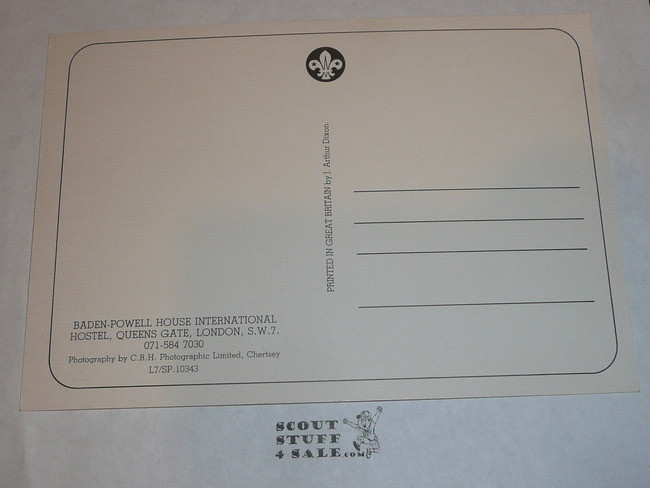 PRINTED IN GREAT BRITAIN by J. Arthur Dixon.
BADEN-POWELL HOUSE INTERNATIONAL
HOSTEL, QUEENS GATE, LONDON, S.W.7.
071-584 7030
Photography by C.R.H. Photographic Limited, Chertsey
L7/SP.10343
SCOUT
STUFF
4 SALE.COM